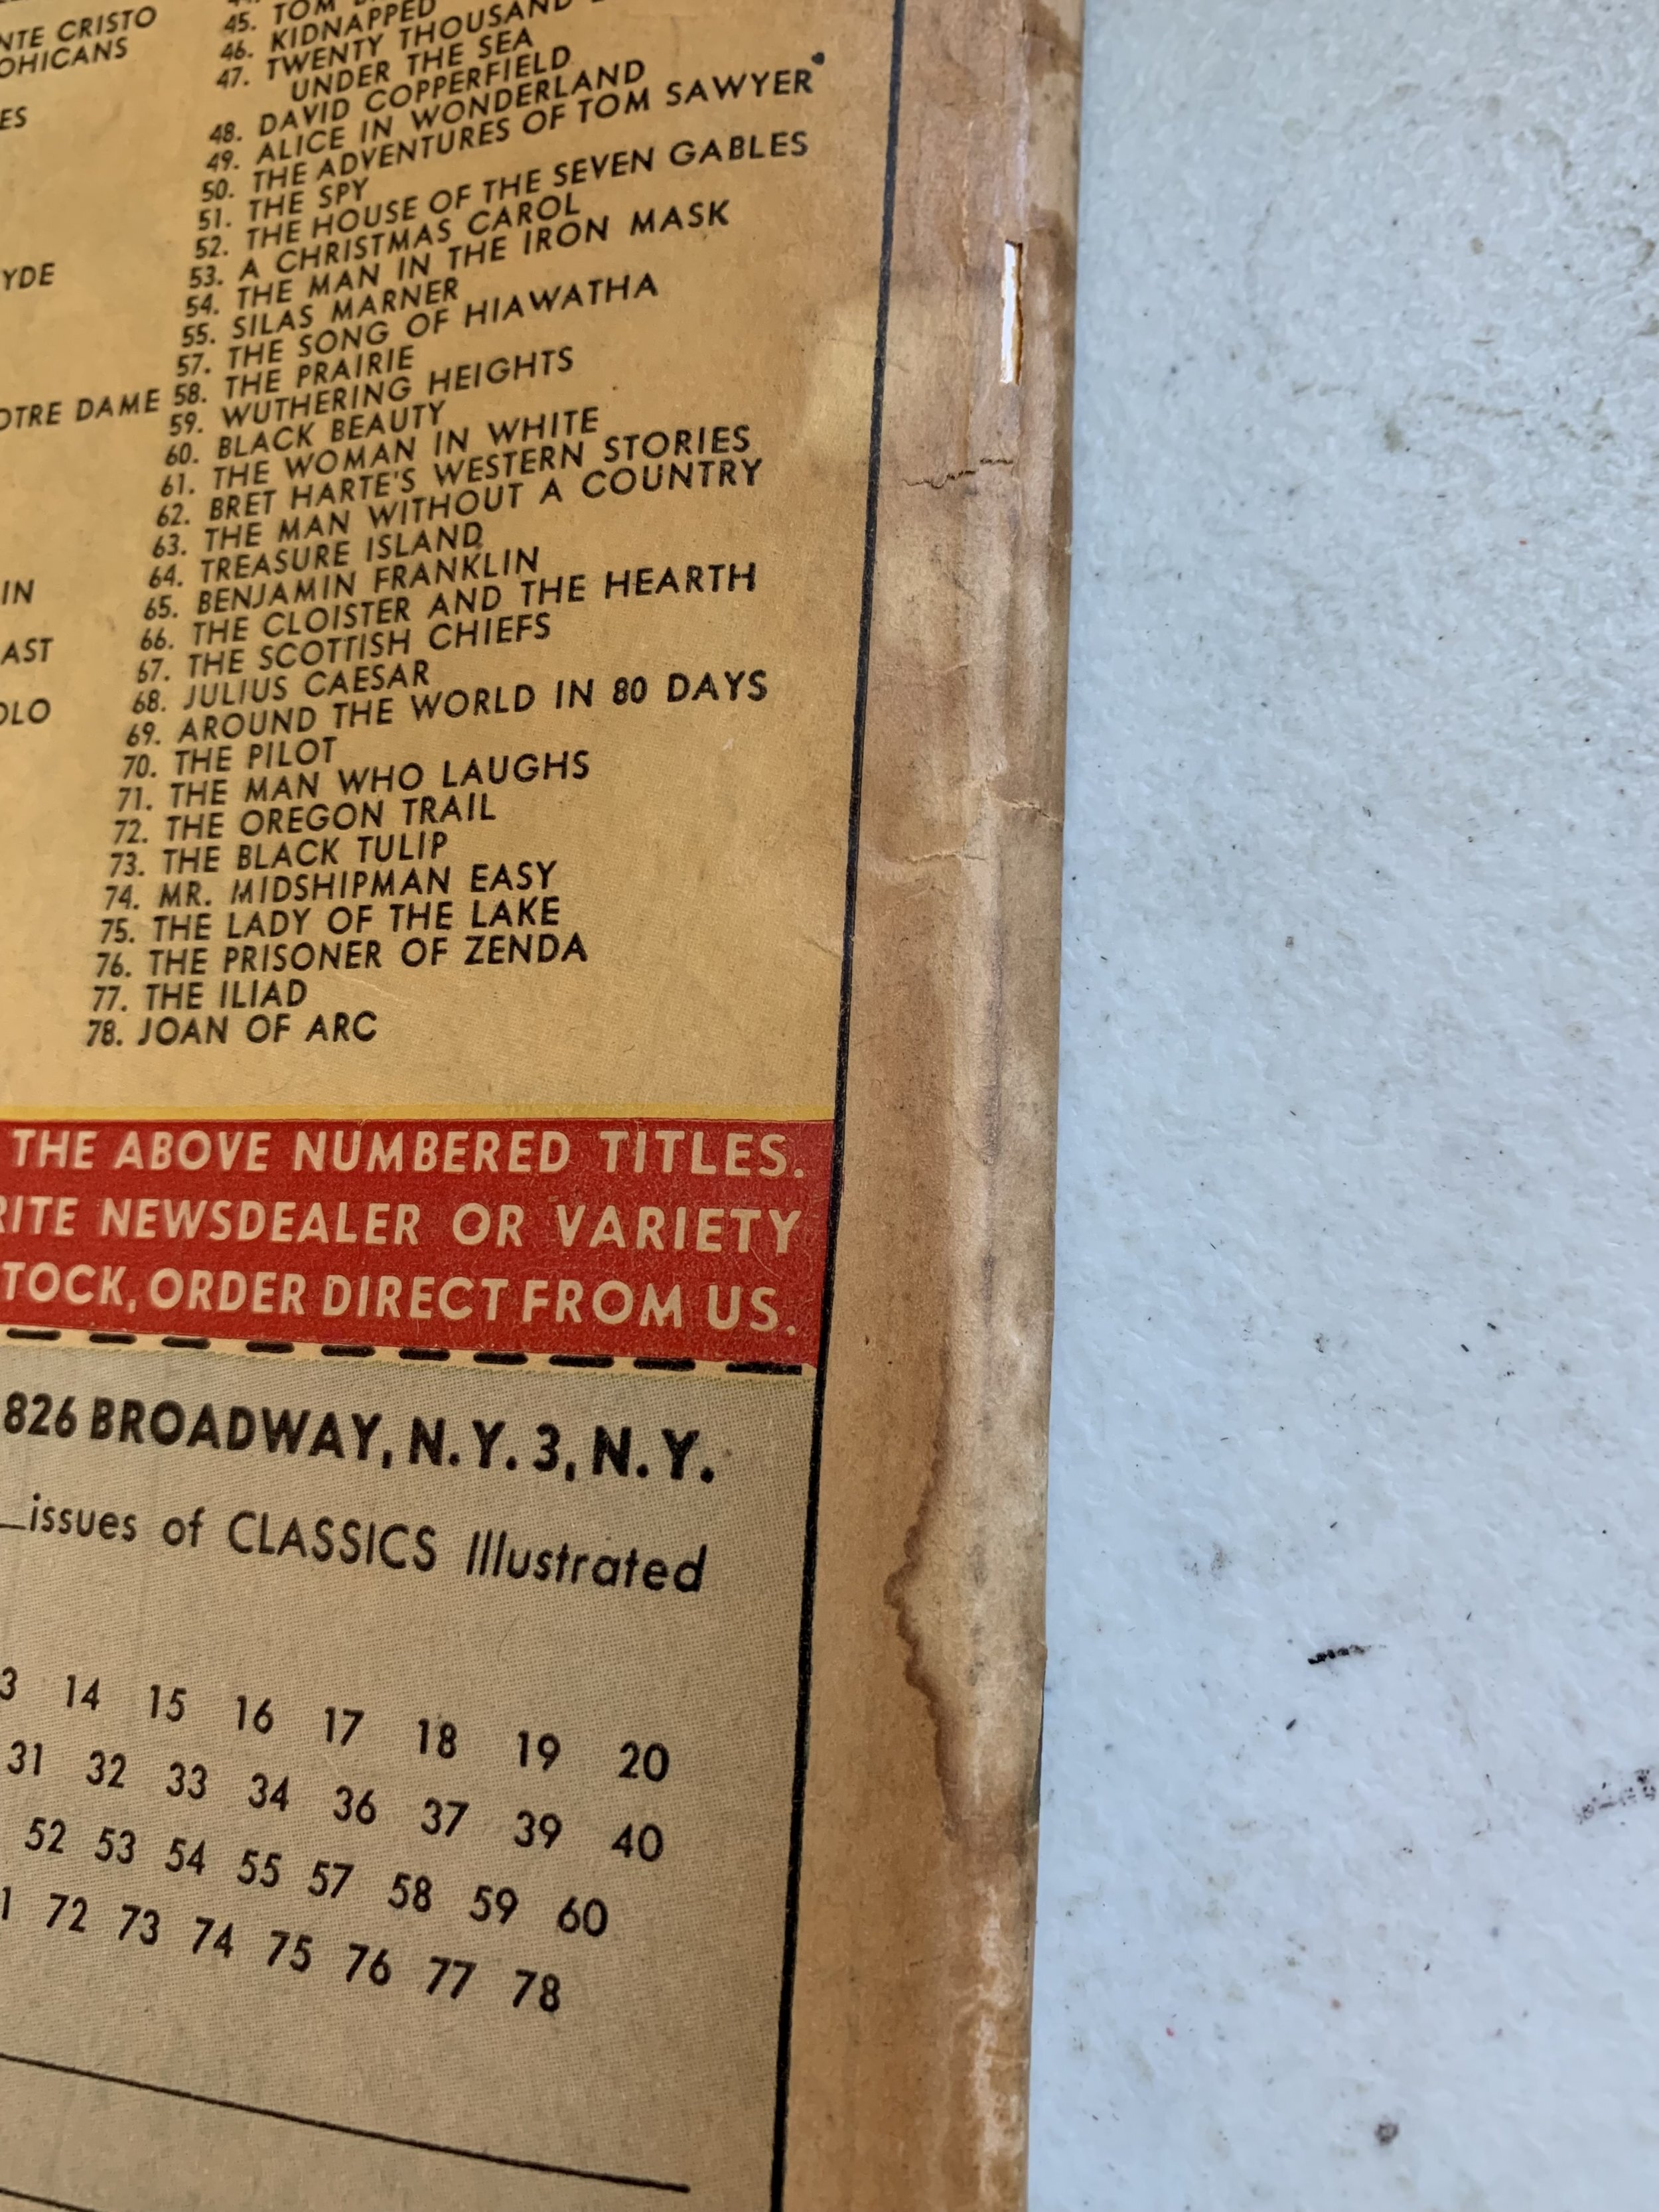 NTE CRISTO
OHICANS
ES
YDE
OTRE DAME
IN
AST
OLO
45. TOM
46. KIDNAPPED
47. TWENTY THOUSAND
UNDER THE SEA
48. DAVID COPPERFIELD
49. ALICE IN WONDERLAND
50. THE ADVENTURES OF TOM SAWYER
51. THE SPY
52. THE HOUSE OF THE SEVEN GABLES
53. A CHRISTMAS CAROL
54. THE MAN IN THE IRON MASK
55. SILAS MARNER
57. THE SONG OF HIAWATHA
58. THE PRAIRIE
59. WUTHERING HEIGHTS
60. BLACK BEAUTY
61. THE WOMAN IN WHITE
62. BRET HARTE'S WESTERN STORIES
63. THE MAN WITHOUT A COUNTRY
64. TREASURE ISLAND
65. BENJAMIN FRANKLIN
66. THE CLOISTER AND THE HEARTH
67. THE SCOTTISH CHIEFS
68. JULIUS CAESAR
69. AROUND THE WORLD IN 80 DAYS
70. THE PILOT
71. THE MAN WHO LAUGHS
72. THE OREGON TRAIL
73. THE BLACK TULIP
74. MR. MIDSHIPMAN EASY
75. THE LADY OF THE LAKE
76. THE PRISONER OF ZENDA
77. THE ILIAD
78. JOAN OF ARC
THE ABOVE NUMBERED TITLES.
RITE NEWSDEALER OR VARIETY
TOCK, ORDER DIRECT FROM US.
826 BROADWAY, N.Y. 3, N.Y.
issues of CLASSICS Illustrated
3 14 15 16 17 18 19 20
31 32 33 34 36 37 39 40
52 53 54 55 57 58 59 60
1 72 73 74 75 76 77 78